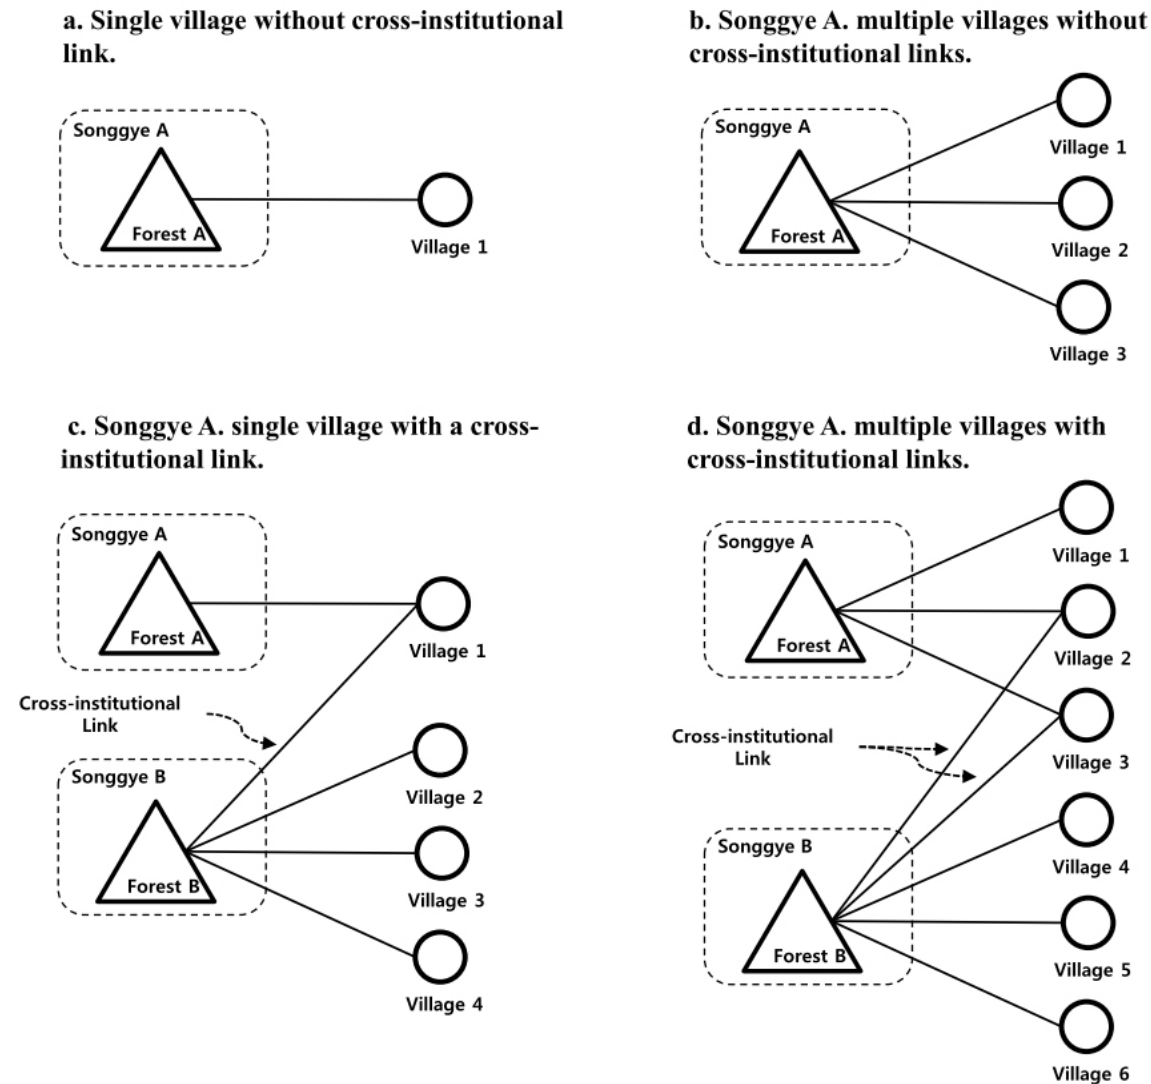 a. Single village without cross-institutional
link.
Songgye A
Forest A
Village 1
b. Songgye A. multiple villages without
cross-institutional links.
Songgye A
Forest A
Village 1
Village 2
Village 3
c. Songgye A. single village with a cross-
institutional link.
Songgye A
Forest A
Village 1
Cross-institutional
Link
Songgye B
Forest B
Village 2
Village 3
Village 4
d. Songgye A. multiple villages with
cross-institutional links.
Songgye A
Forest A
Village 1
Village 2
Village 3
Cross-institutional
Link
Songgye B
Forest B
Village 4
Village 5
Village 6